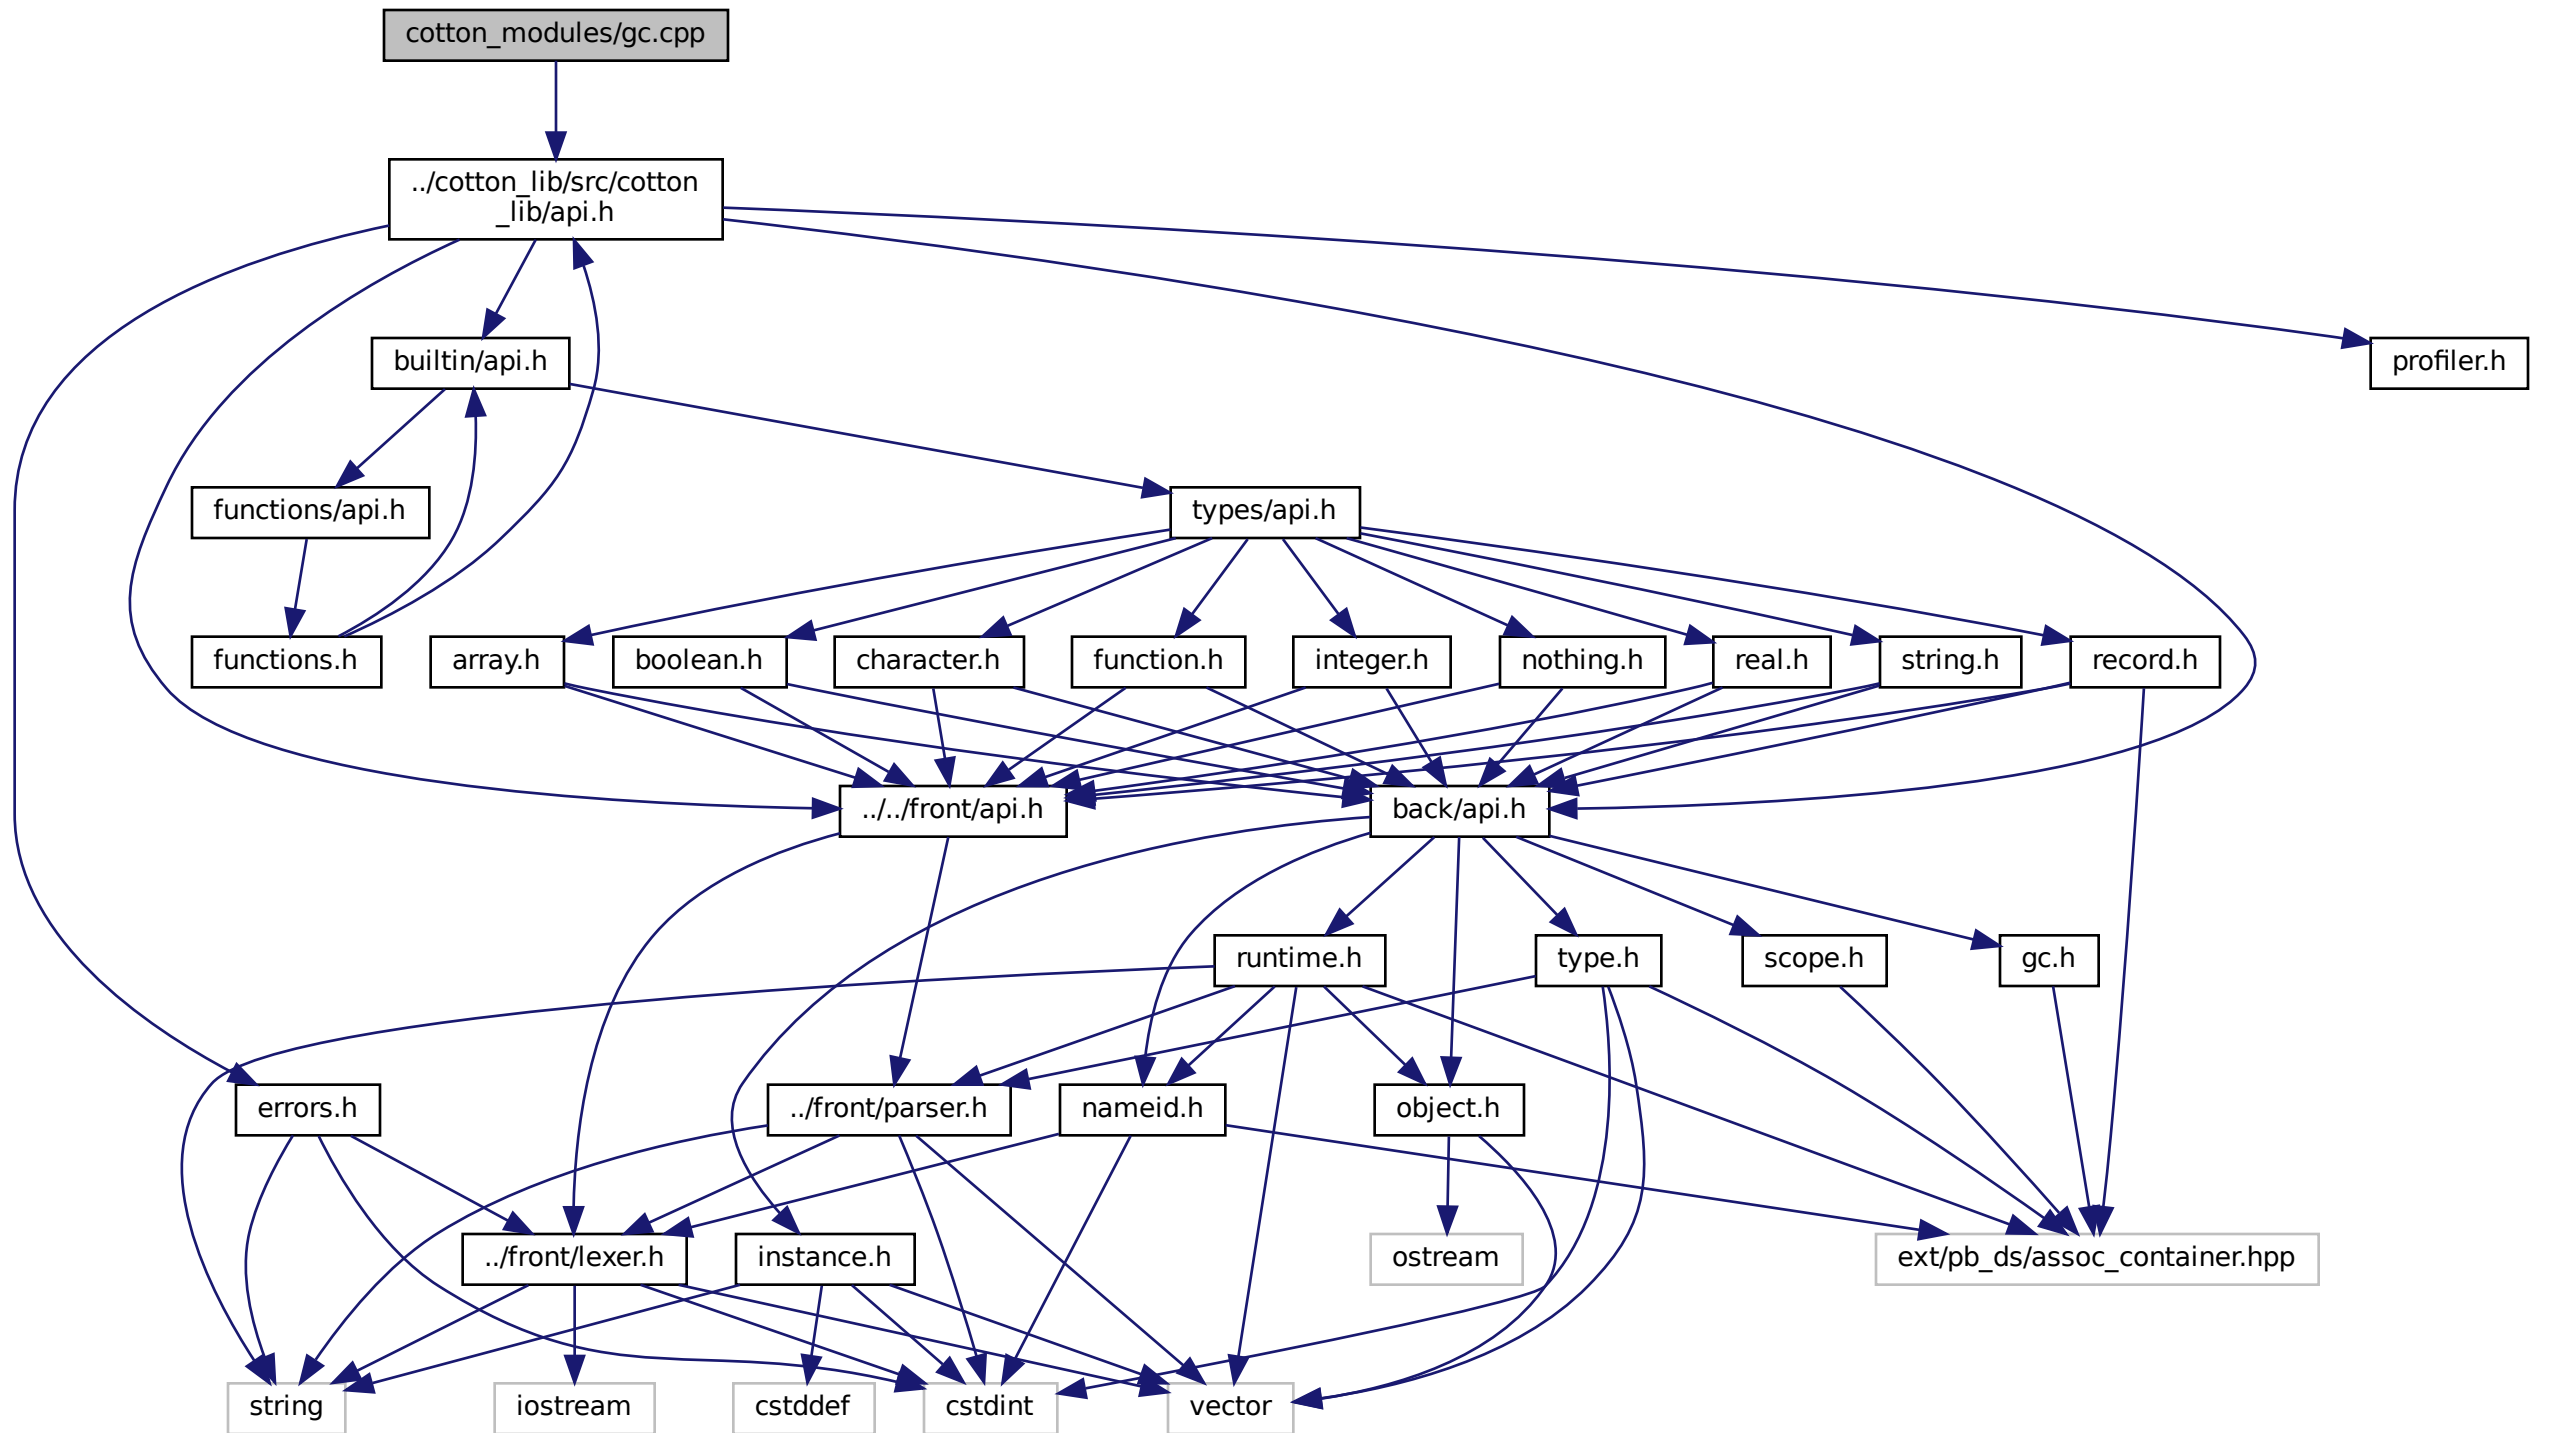 cotton_modules/gc.cpp
../cotton_lib/src/cotton
_lib/api.h
builtin/api.h
profiler.h
functions/api.h
types/api.h
functions.h
array.h
boolean.h
character.h
function.h
integer.h
nothing.h
real.h
string.h
record.h
../../front/api.h
back/api.h
runtime.h
type.h
scope.h
gc.h
errors.h
../front/parser.h
nameid.h
object.h
../front/lexer.h
instance.h
ostream
ext/pb_ds/assoc_container.hpp
string
iostream
cstddef
cstdint
vector